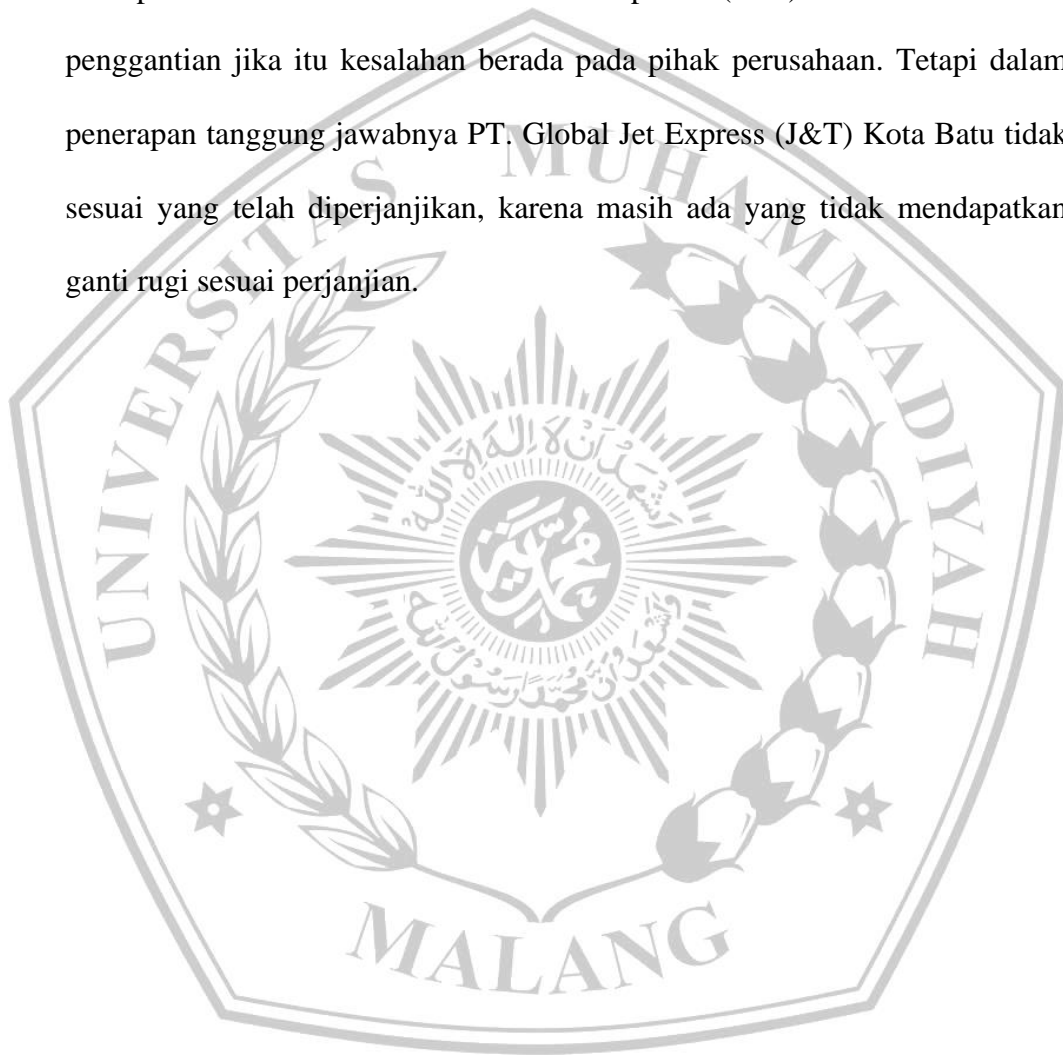 penggantian jika itu kesalahan berada pada pihak perusahaan. Tetapi dalam
penerapan tanggung jawabnya PT. Global Jet Express (J&T) Kota Batu tidak
sesuai yang telah diperjanjikan, karena masih ada yang tidak mendapatkan
ganti rugi sesuai perjanjian.
UNIVERSITAS MUHAMMADIYAH
MALANG